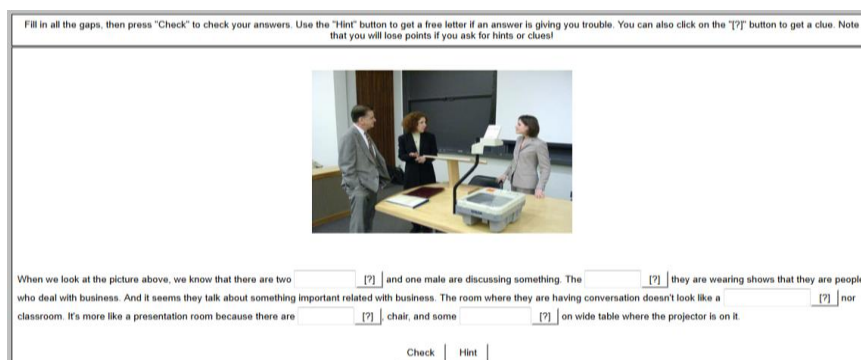 Fill in all the gaps, then press "Check" to check your answers. Use the "Hint" button to get a free letter if an answer is giving you trouble. You can also click on the "[?]" button to get a clue. Note
that you will lose points if you ask for hints or clues!
When we look at the picture above, we know that there are two [?] and one male are discussing something. The [?] they are wearing shows that they are people
who deal with business. And it seems they talk about something important related with business. The room where they are having conversation doesn't look like a [?] nor
classroom. It's more like a presentation room because there are [?] , chair, and some [?] on wide table where the projector is on it.
Check Hint